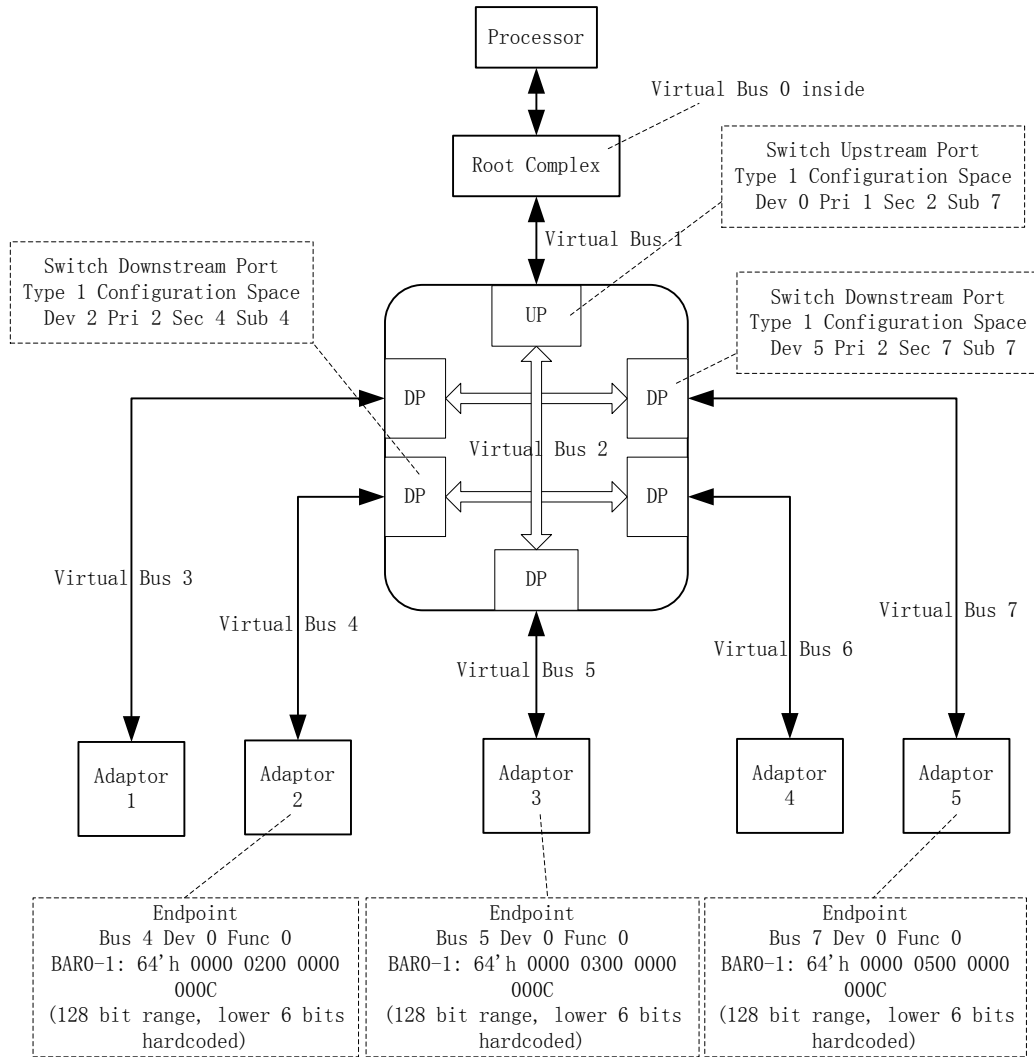 Processor
Virtual Bus 0 inside
Root Complex
Switch Upstream Port
Type 1 Configuration Space
Dev 0 Pri 1 Sec 2 Sub 7
Virtual Bus 1
Switch Downstream Port
Type 1 Configuration Space
Dev 2 Pri 2 Sec 4 Sub 4
UP
Switch Downstream Port
Type 1 Configuration Space
Dev 5 Pri 2 Sec 7 Sub 7
DP
DP
Virtual Bus 2
DP
DP
DP
Virtual Bus 3
Virtual Bus 4
Virtual Bus 5
Virtual Bus 6
Virtual Bus 7
Adaptor
1
Adaptor
2
Adaptor
3
Adaptor
4
Adaptor
5
Endpoint
Bus 4 Dev 0 Func 0
BAR0-1: 64'h 0000 0200 0000
000C
(128 bit range, lower 6 bits
hardcoded)
Endpoint
Bus 5 Dev 0 Func 0
BAR0-1: 64'h 0000 0300 0000
000C
(128 bit range, lower 6 bits
hardcoded)
Endpoint
Bus 7 Dev 0 Func 0
BAR0-1: 64'h 0000 0500 0000
000C
(128 bit range, lower 6 bits
hardcoded)